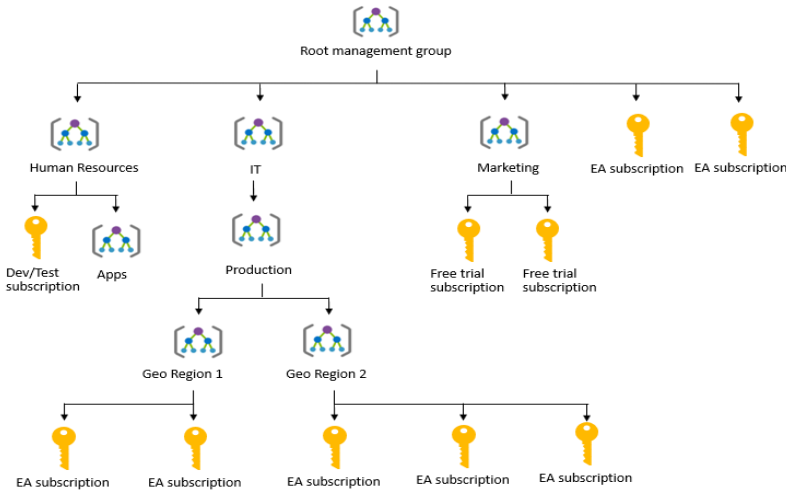 Root management group
Human Resources
IT
Marketing
EA subscription
EA subscription
Dev/Test
subscription
Apps
Production
Free trial
subscription
Free trial
subscription
Geo Region 1
Geo Region 2
EA subscription
EA subscription
EA subscription
EA subscription
EA subscription